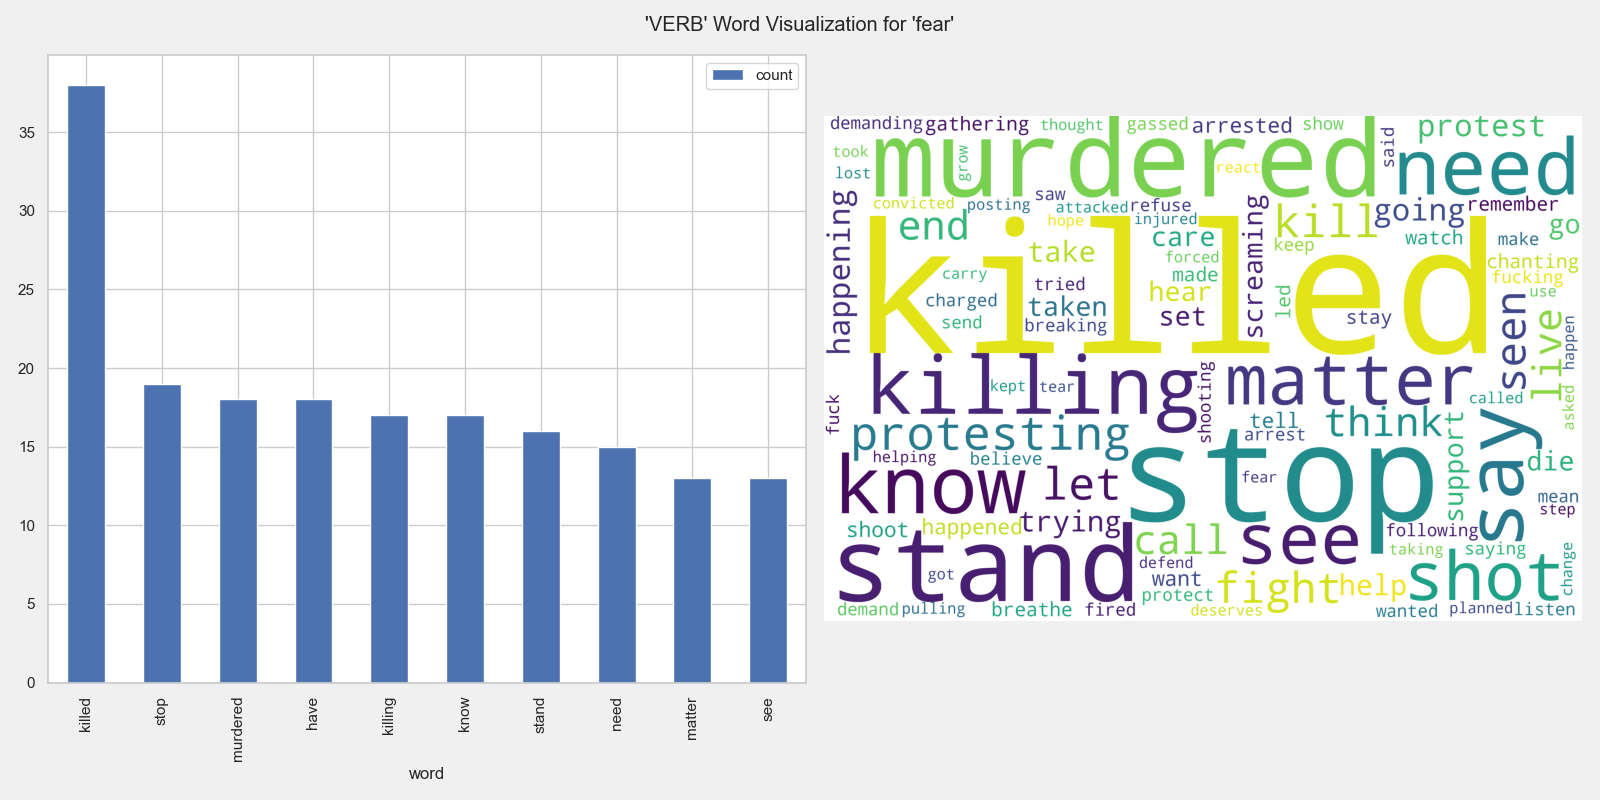 'VERB' Word Visualization for 'fear'
count
35
30
25
20
15
10
5
0
killed
stop
murdered
have
killing
know
stand
need
matter
see
word
demanding gathering thought gassed arrested show said protest
took grow murdered react need
lost
convicted posting saw attacked refuse hope injured screaming kill going remember
happening end take care forced keep watch make go
killed
carry tried made hear chanting fucking
charged taken set led stay use
send breaking seen live happen
killing kept tear shooting matter called asked
fuck protesting tell arrest think support say
helping believe stop fear die
know let mean step
shoot happened trying call see following
stand got defend taking saying shot change
want protect fight help
demand pulling breathe fired deserves wanted planned listen